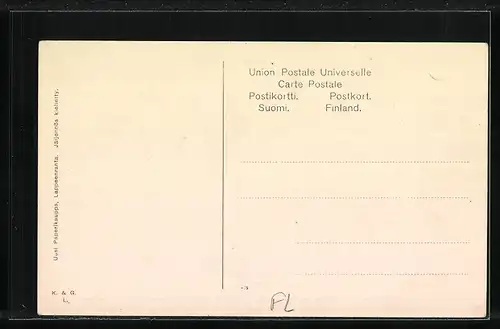 Union Postale Universelle
Carte Postale
Postikortti. Postkort.
Suomi. Finland.
Uusi Paperikauppa, Lappeenranta. Jäljennös kielletty.
K. & G.
L.
FL